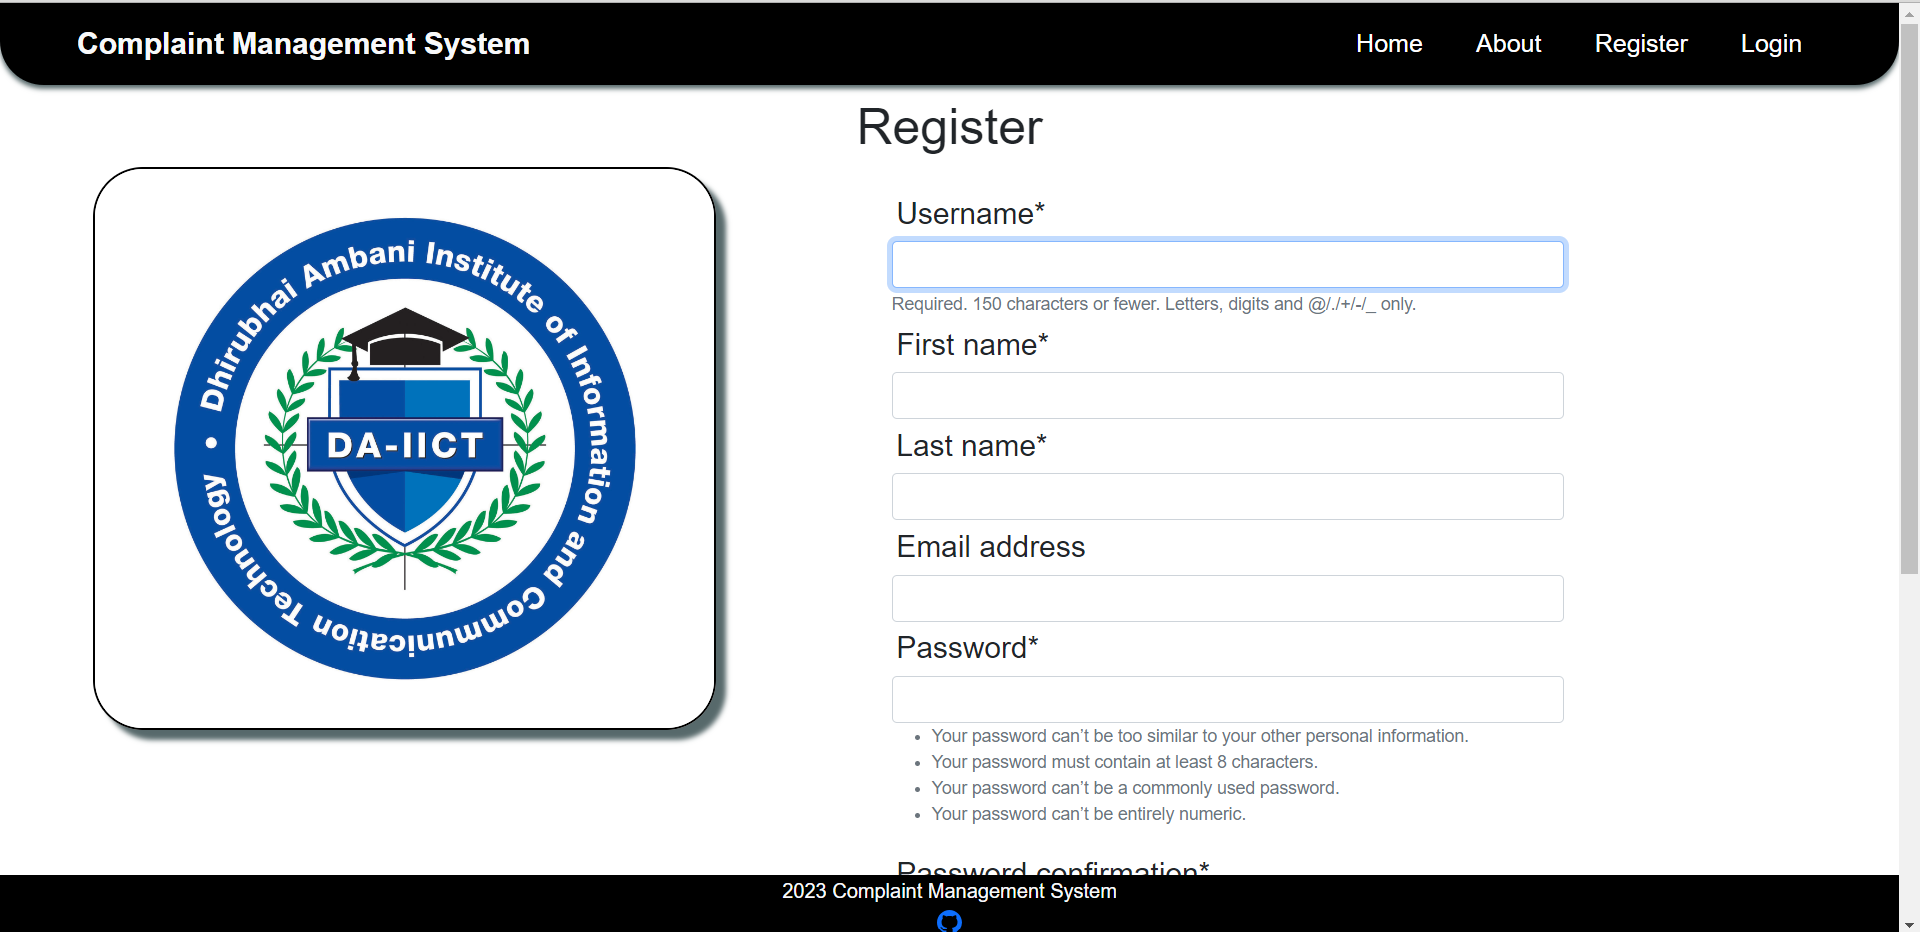 Complaint Management System
Home
About
Register
Login
Register
Dhirubhai Ambani Institute of Information and Communication Technology •
DA-IICT
Username*
Required. 150 characters or fewer. Letters, digits and @/./+/-/_ only.
First name*
Last name*
Email address
Password*
• Your password can’t be too similar to your other personal information.
• Your password must contain at least 8 characters.
• Your password can’t be a commonly used password.
• Your password can’t be entirely numeric.
Password confirmation*
2023 Complaint Management System